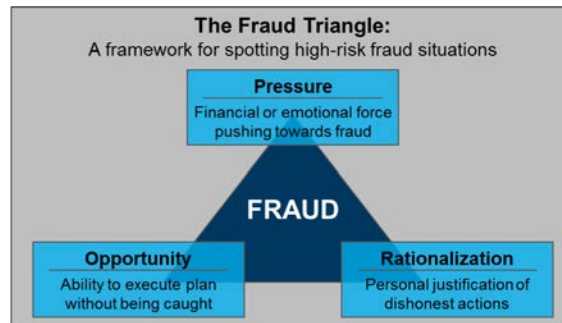 The Fraud Triangle:
A framework for spotting high-risk fraud situations
Pressure
Financial or emotional force
pushing towards fraud
FRAUD
Opportunity
Ability to execute plan
without being caught
Rationalization
Personal justification of
dishonest actions